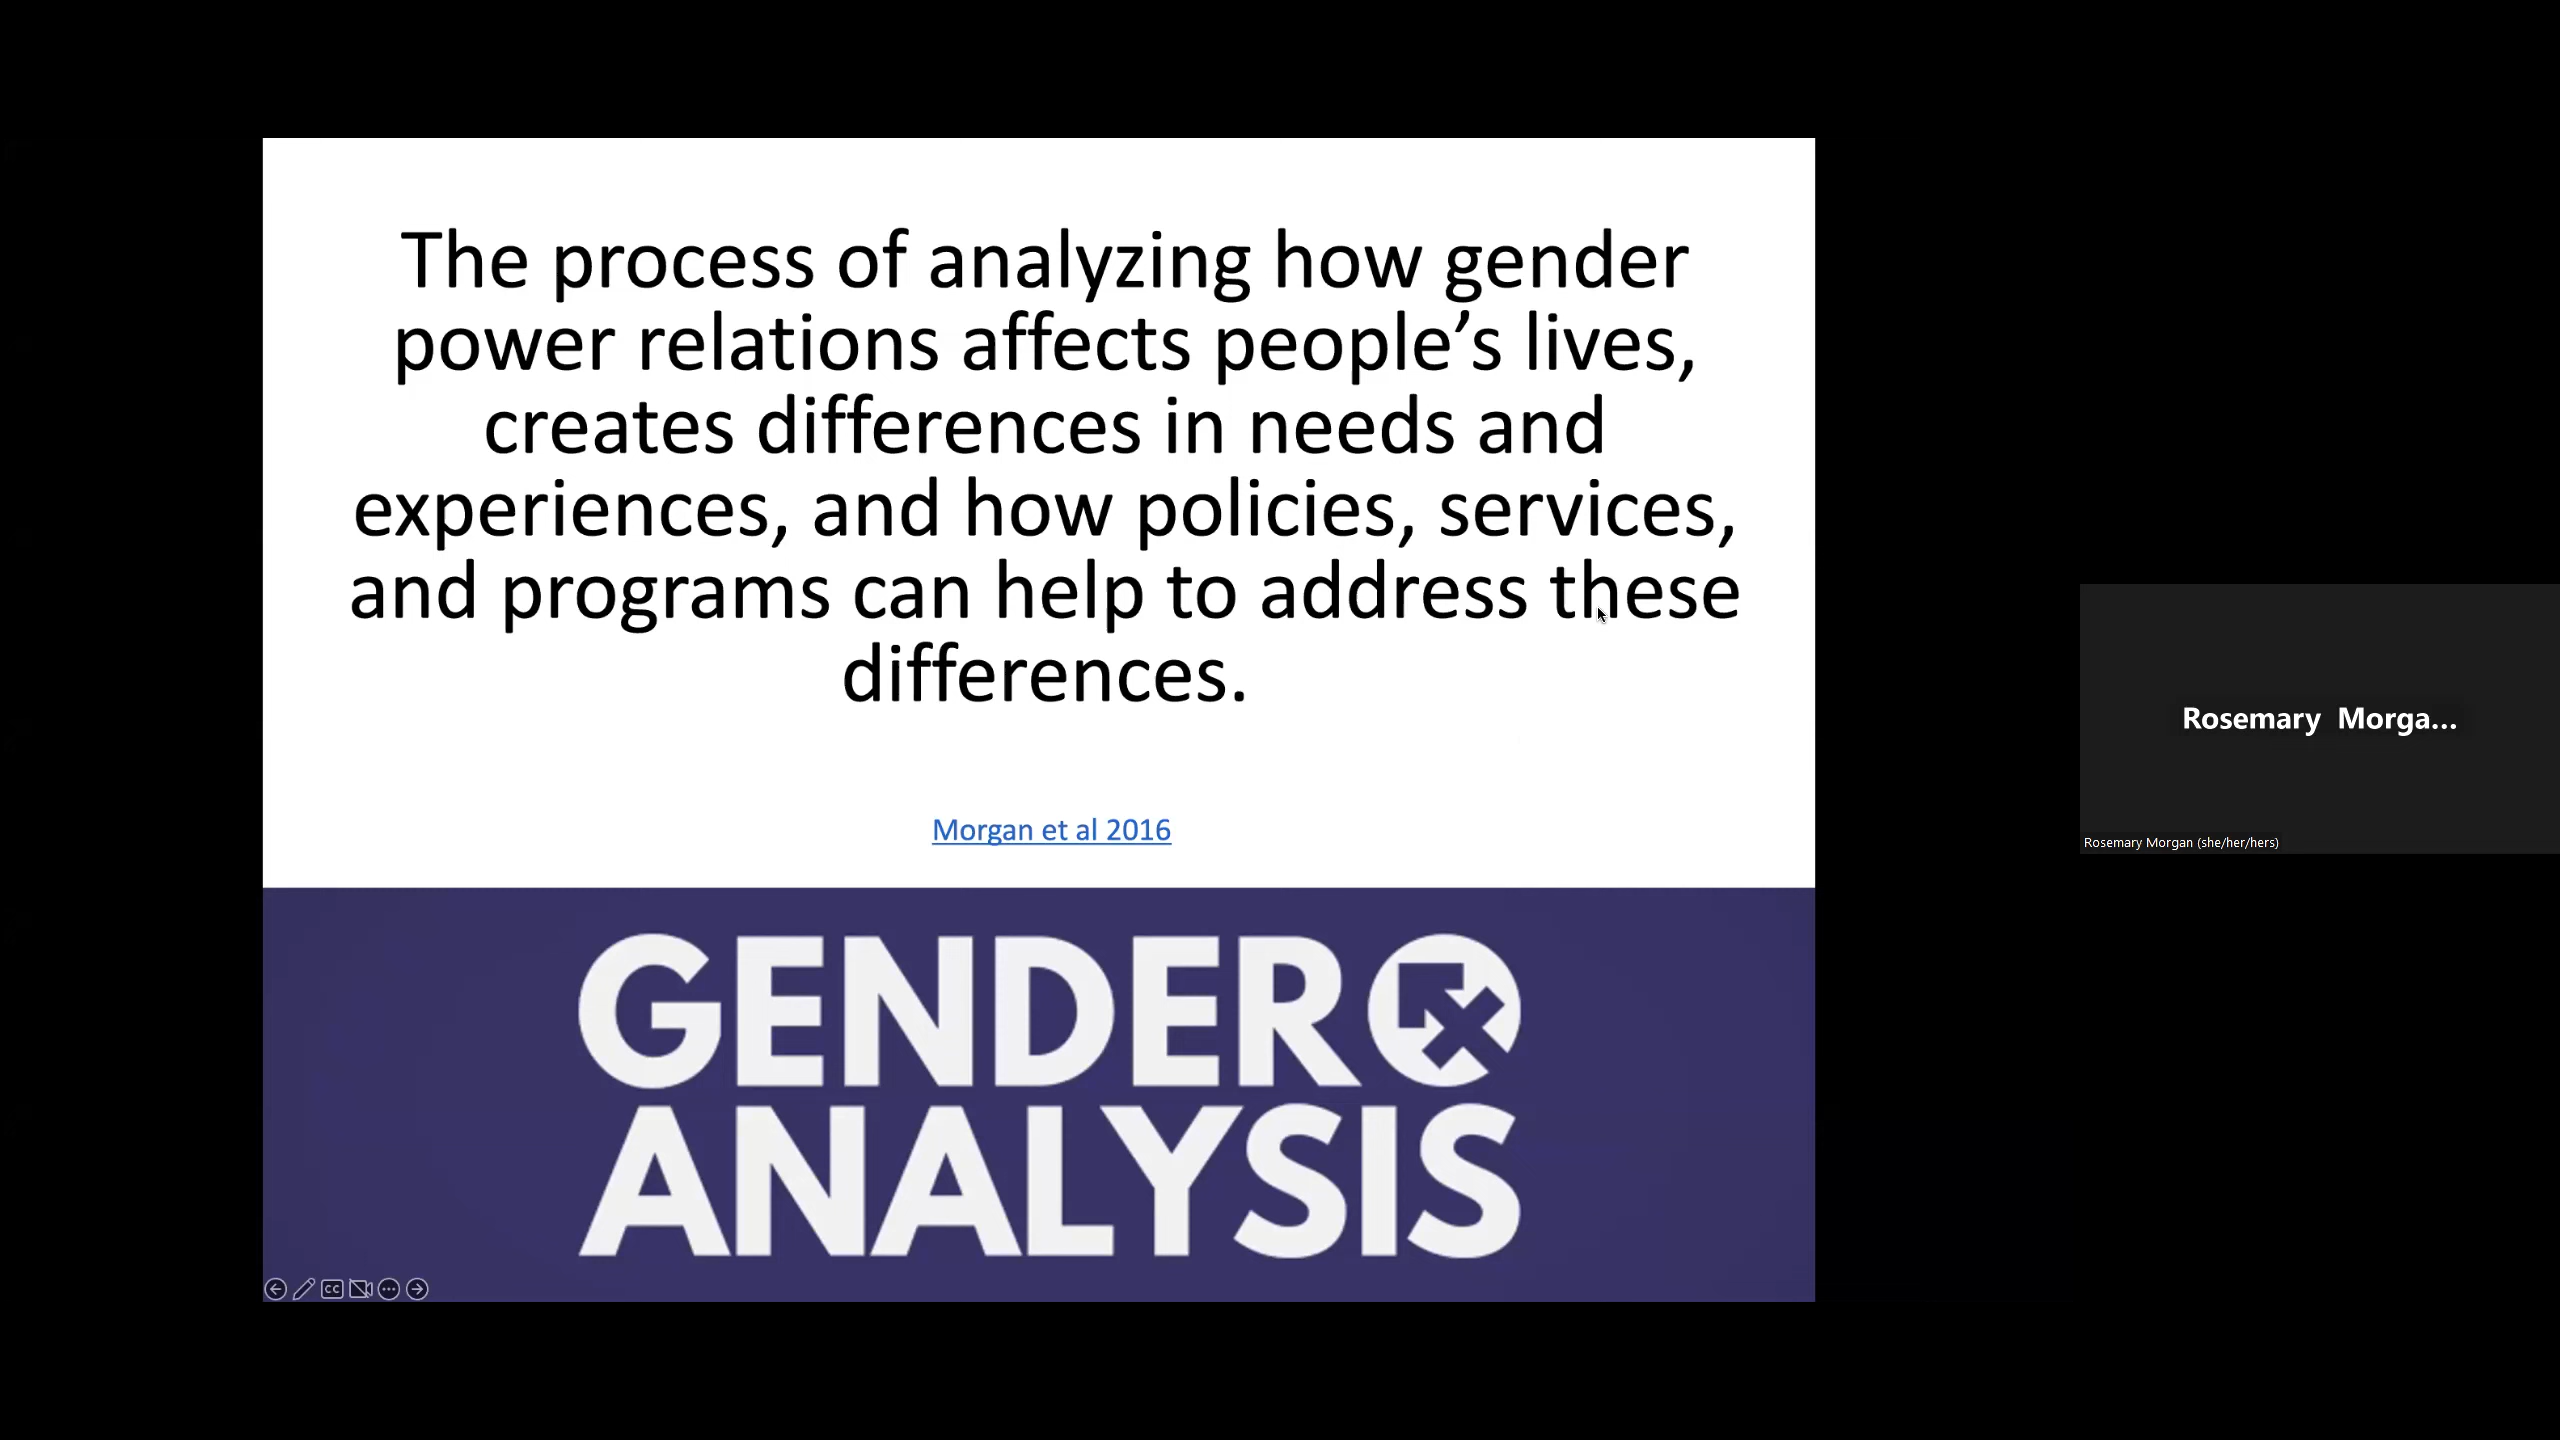 The process of analyzing how gender
power relations affects people’s lives,
creates differences in needs and
experiences, and how policies, services,
and programs can help to address these
differences.
Morgan et al 2016
GENDER
ANALYSIS
CC
Rosemary Morga...
Rosemary Morgan (she/her/hers)